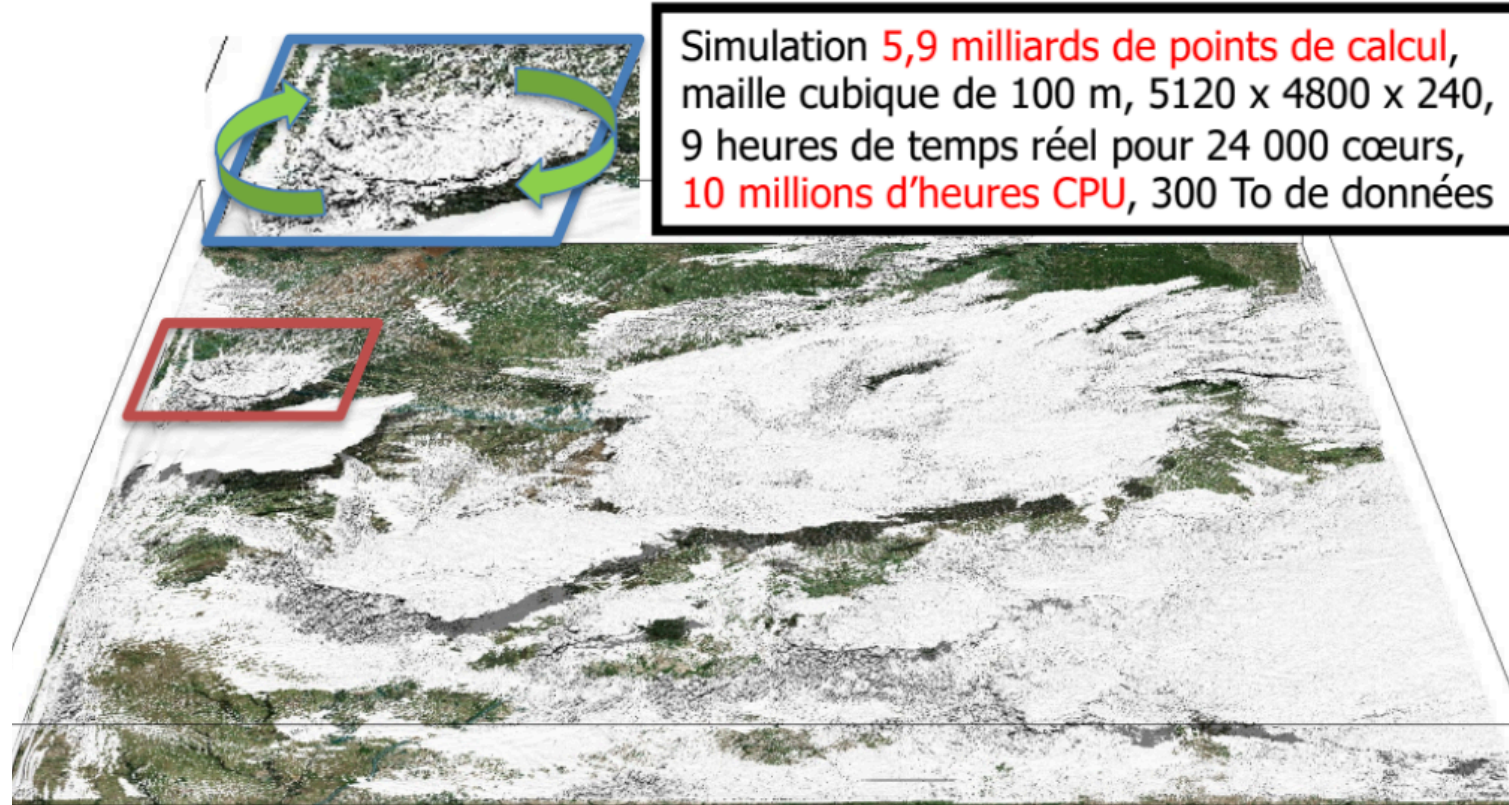 Simulation 5,9 milliards de points de calcul,
maille cubique de 100 m, 5120 x 4800 x 240,
9 heures de temps réel pour 24 000 cœurs,
10 millions d’heures CPU, 300 To de données